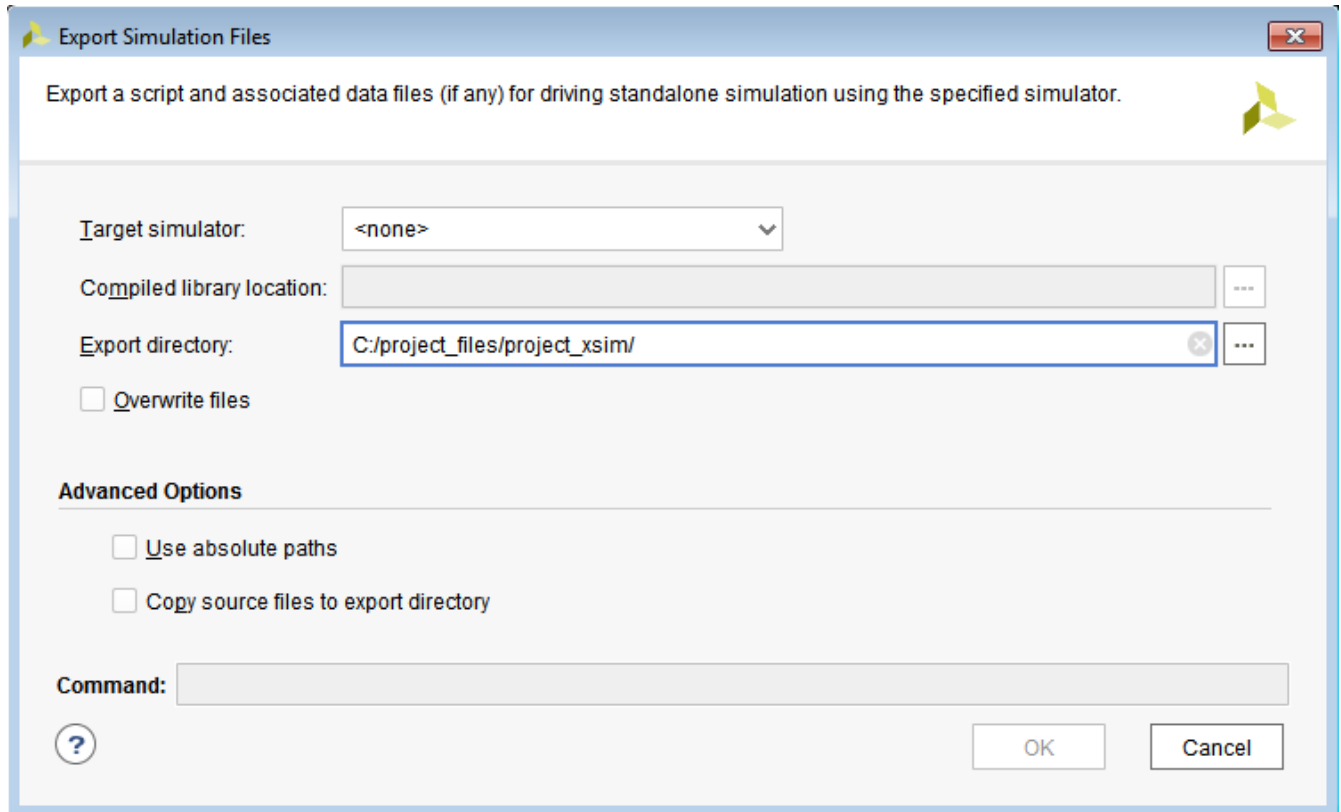 Export Simulation Files
Export a script and associated data files (if any) for driving standalone simulation using the specified simulator.
Target simulator: <none>
Compiled library location: ...
Export directory: C:/project_files/project_xsim/ ...
Overwrite files
Advanced Options
Use absolute paths
Copy source files to export directory
Command:
? OK Cancel